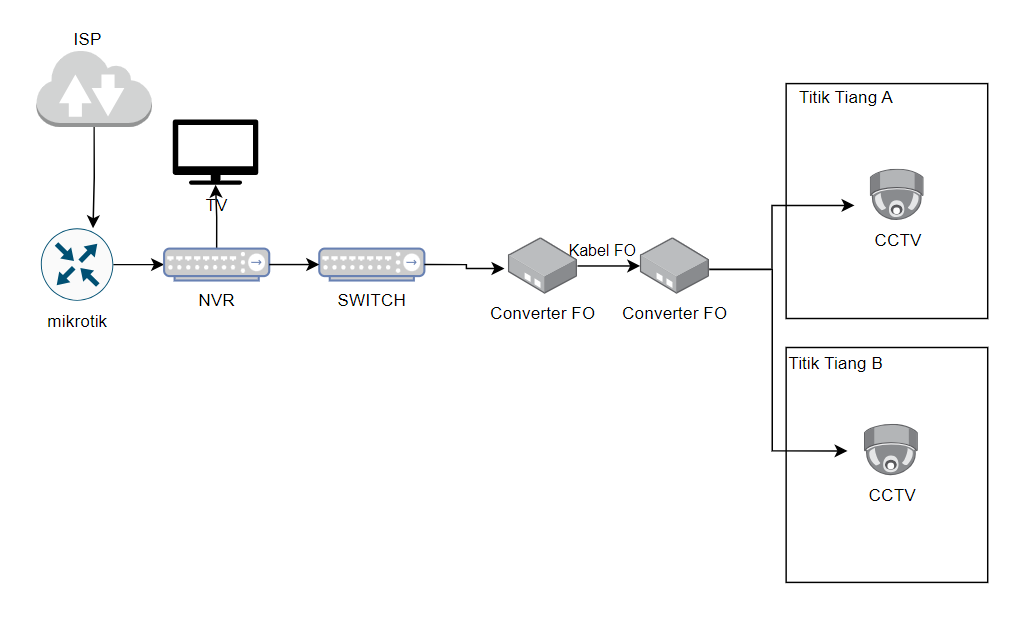 ISP
Titik Tiang A
TV
CCTV
Kabel FO
NVR
SWITCH
Converter FO
Converter FO
mikrotik
Titik Tiang B
CCTV